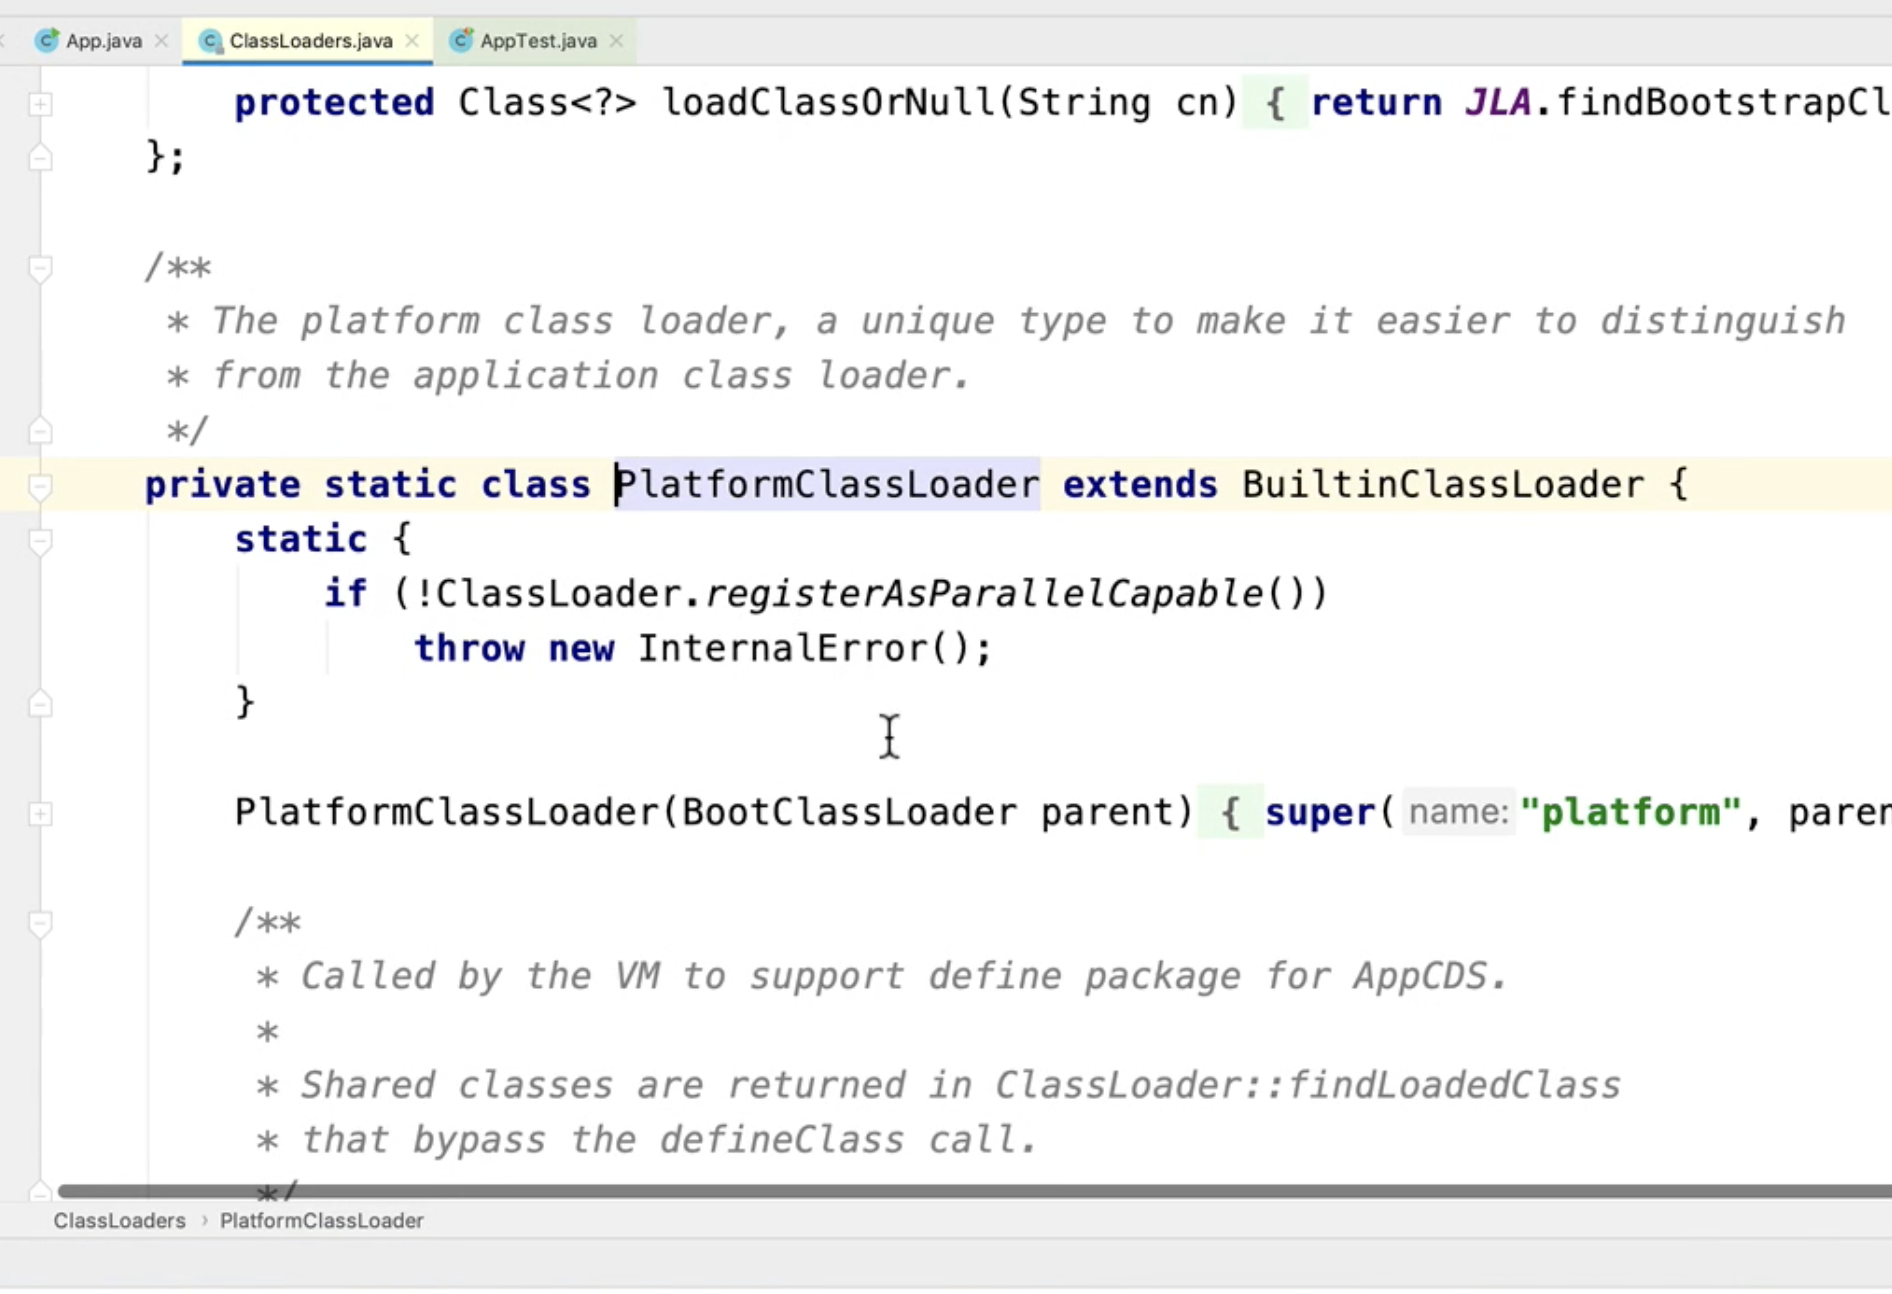 App.java ClassLoaders.java AppTest.java
protected Class<?> loadClassOrNull(String cn) { return JLA.findBootstrapCl
};
/**
* The platform class loader, a unique type to make it easier to distinguish
* from the application class loader.
*/
private static class PlatformClassLoader extends BuiltinClassLoader {
static {
if (!ClassLoader.registerAsParallelCapable())
throw new InternalError();
}
PlatformClassLoader(BootClassLoader parent) { super( name: "platform", paren
/**
* Called by the VM to support define package for AppCDS.
*
* Shared classes are returned in ClassLoader::findLoadedClass
* that bypass the defineClass call.
*/
ClassLoaders › PlatformClassLoader